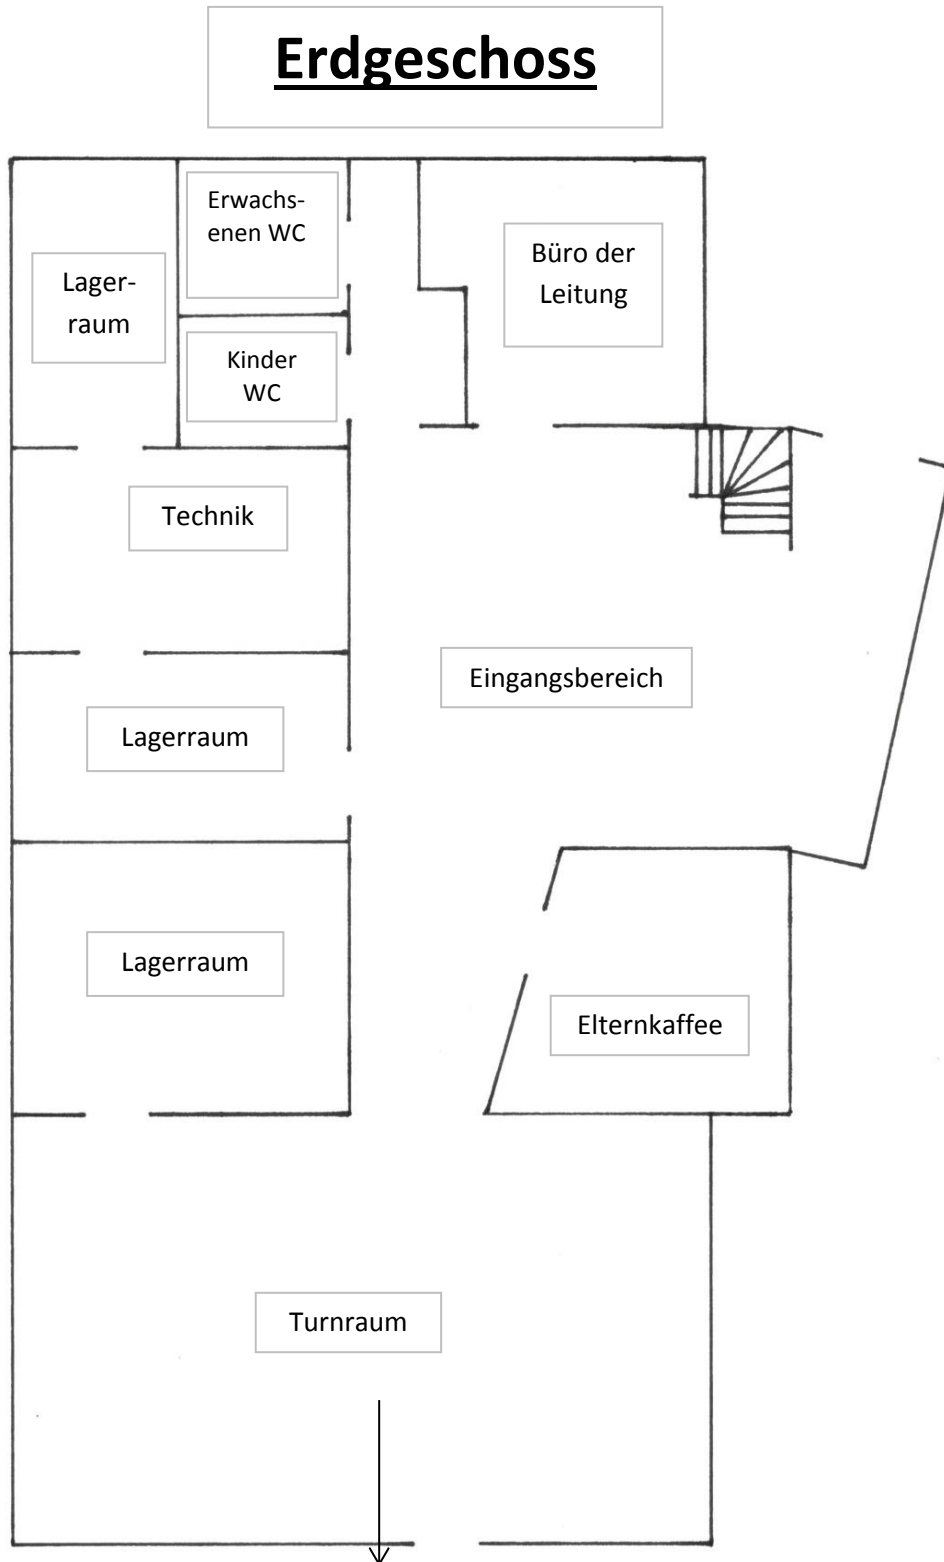 Erdgeschoss
Erwachs-
enen WC
Büro der
Leitung
Lager-
raum
Kinder
WC
Technik
Eingangsbereich
Lagerraum
Lagerraum
Elternkaffee
Turnraum